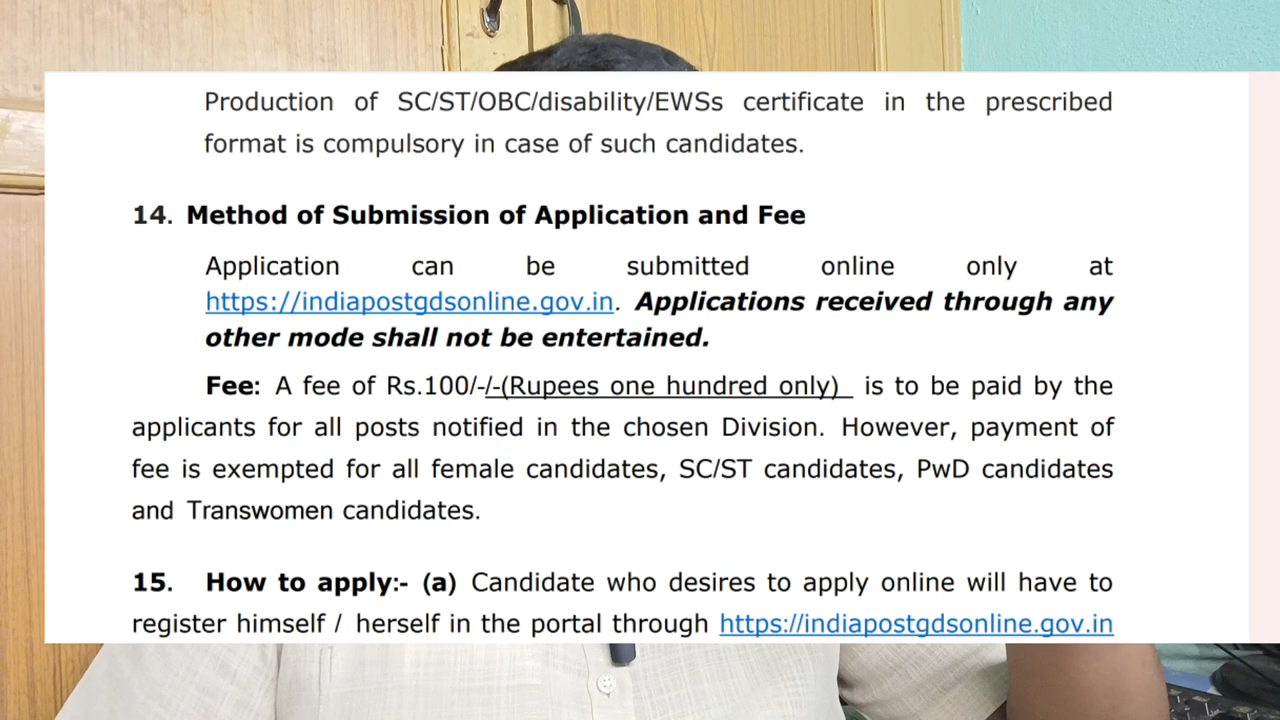 Production of SC/ST/OBC/disability/EWSs certificate in the prescribed
format is compulsory in case of such candidates.
14. Method of Submission of Application and Fee
Application can be submitted online only at
https://indiapostgdsonline.gov.in. Applications received through any
other mode shall not be entertained.
Fee: A fee of Rs.100/-/-(Rupees one hundred only) is to be paid by the
applicants for all posts notified in the chosen Division. However, payment of
fee is exempted for all female candidates, SC/ST candidates, PwD candidates
and Transwomen candidates.
15. How to apply:- (a) Candidate who desires to apply online will have to
register himself / herself in the portal through https://indiapostgdsonline.gov.in